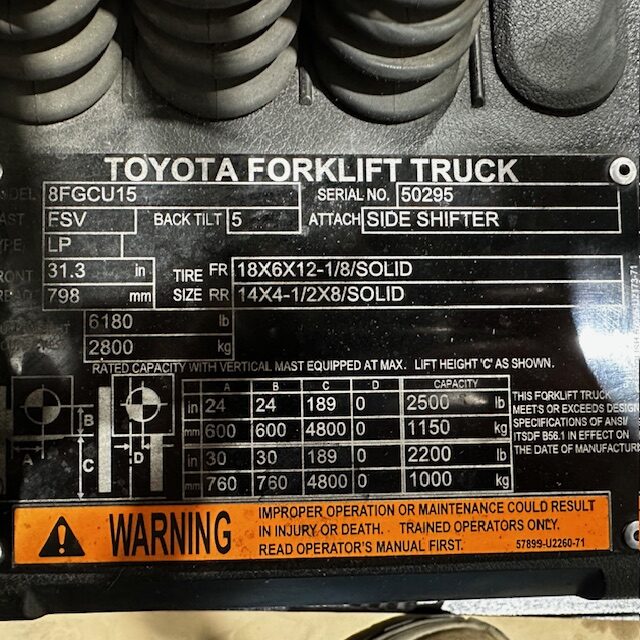 TOYOTA FORKLIFT TRUCK
8FGCU15 SERIAL NO. 50295
FSV BACK TILT 5 ATTACH SIDE SHIFTER
LP
31.3 in TIRE FR 18X6X12-1/8/SOLID
798 mm SIZE RR 14X4-1/2X8/SOLID
6180 lb
2800 kg
RATED CAPACITY WITH VERTICAL MAST EQUIPPED AT MAX. LIFT HEIGHT 'C' AS SHOWN.
A B C D CAPACITY
in 24 24 189 0 2500 lb
mm 600 600 4800 0 1150 kg
in 30 30 189 0 2200 lb
mm 760 760 4800 0 1000 kg
A B C D
THIS FORKLIFT TRUCK
MEETS OR EXCEEDS DESIGN
SPECIFICATIONS OF ANSI/
ITSDF B56.1 IN EFFECT ON
THE DATE OF MANUFACTURE
WARNING
IMPROPER OPERATION OR MAINTENANCE COULD RESULT
IN INJURY OR DEATH. TRAINED OPERATORS ONLY.
READ OPERATOR'S MANUAL FIRST. 57899-U2260-71